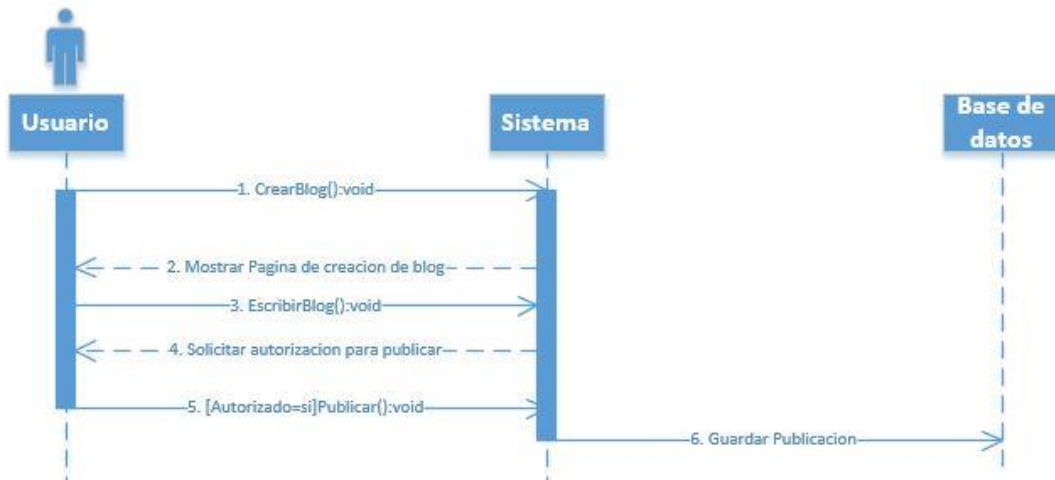 Usuario
Sistema
Base de
datos
1. CrearBlog():void
2. Mostrar Pagina de creacion de blog
3. EscribirBlog():void
4. Solicitar autorizacion para publicar
5. [Autorizado=si]Publicar():void
6. Guardar Publicacion